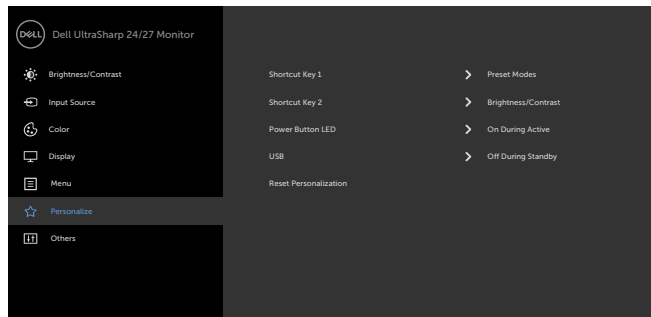 DELL Dell UltraSharp 24/27 Monitor
Brightness/Contrast Shortcut Key 1 Preset Modes
Input Source Shortcut Key 2 Brightness/Contrast
Color Power Button LED On During Active
Display USB Off During Standby
Menu Reset Personalization
Personalize
Others